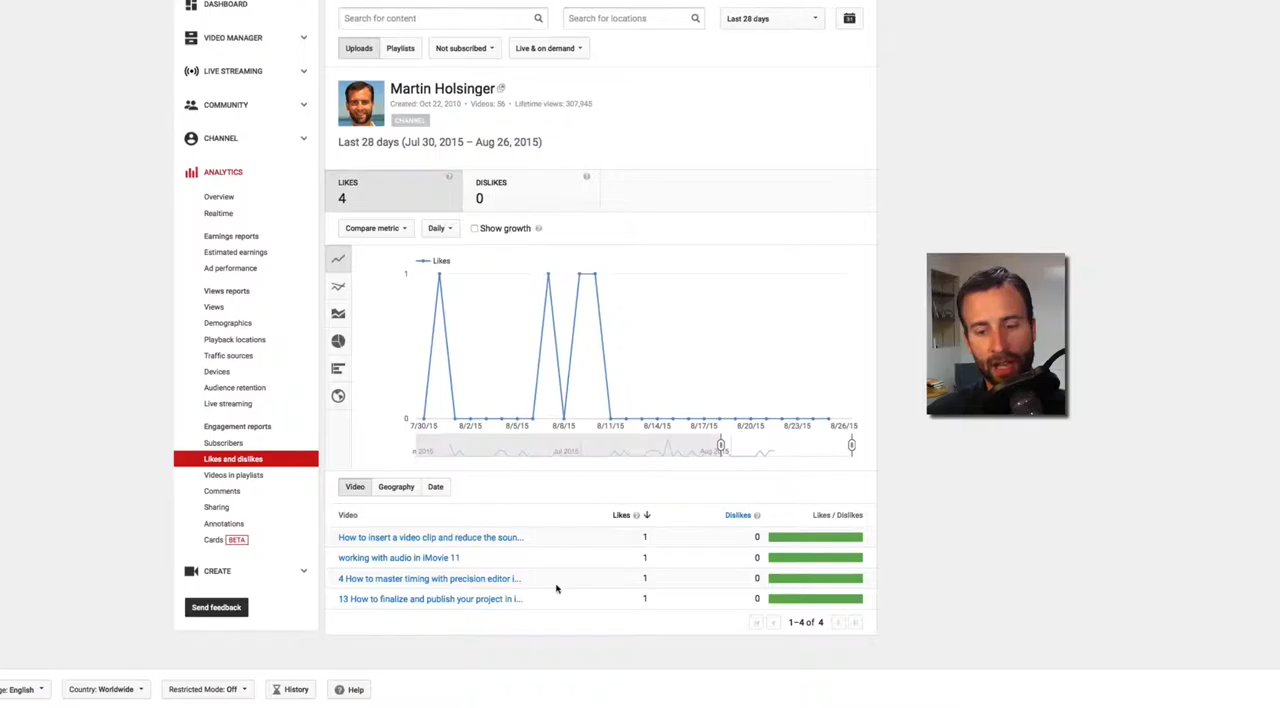 DASHBOARD
Search for content
Search for locations
Last 28 days
31
VIDEO MANAGER
Uploads
Playlists
Not subscribed
Live & on demand
LIVE STREAMING
Martin Holsinger
COMMUNITY
Created: Oct 22, 2010 • Videos: 56 • Lifetime views: 307,945
CHANNEL
CHANNEL
Last 28 days (Jul 30, 2015 – Aug 26, 2015)
ANALYTICS
LIKES
4
DISLIKES
0
Overview
Realtime
Earnings reports
Estimated earnings
Ad performance
Views reports
Views
Demographics
Playback locations
Traffic sources
Devices
Audience retention
Live streaming
Engagement reports
Subscribers
Likes and dislikes
Videos in playlists
Comments
Sharing
Annotations
Cards BETA
CREATE
Send feedback
Compare metric
Daily
Show growth
Likes
1
0
7/30/15 8/2/15 8/5/15 8/8/15 8/11/15 8/14/15 8/17/15 8/20/15 8/23/15 8/26/15
2015 Jul 2015
Video Geography Date
Video Likes Dislikes Likes / Dislikes
How to insert a video clip and reduce the soun... 1 0
working with audio in iMovie 11 1 0
4 How to master timing with precision editor i... 1 0
13 How to finalize and publish your project in i... 1 0
1–4 of 4
ge: English
Country: Worldwide
Restricted Mode: Off
History
Help